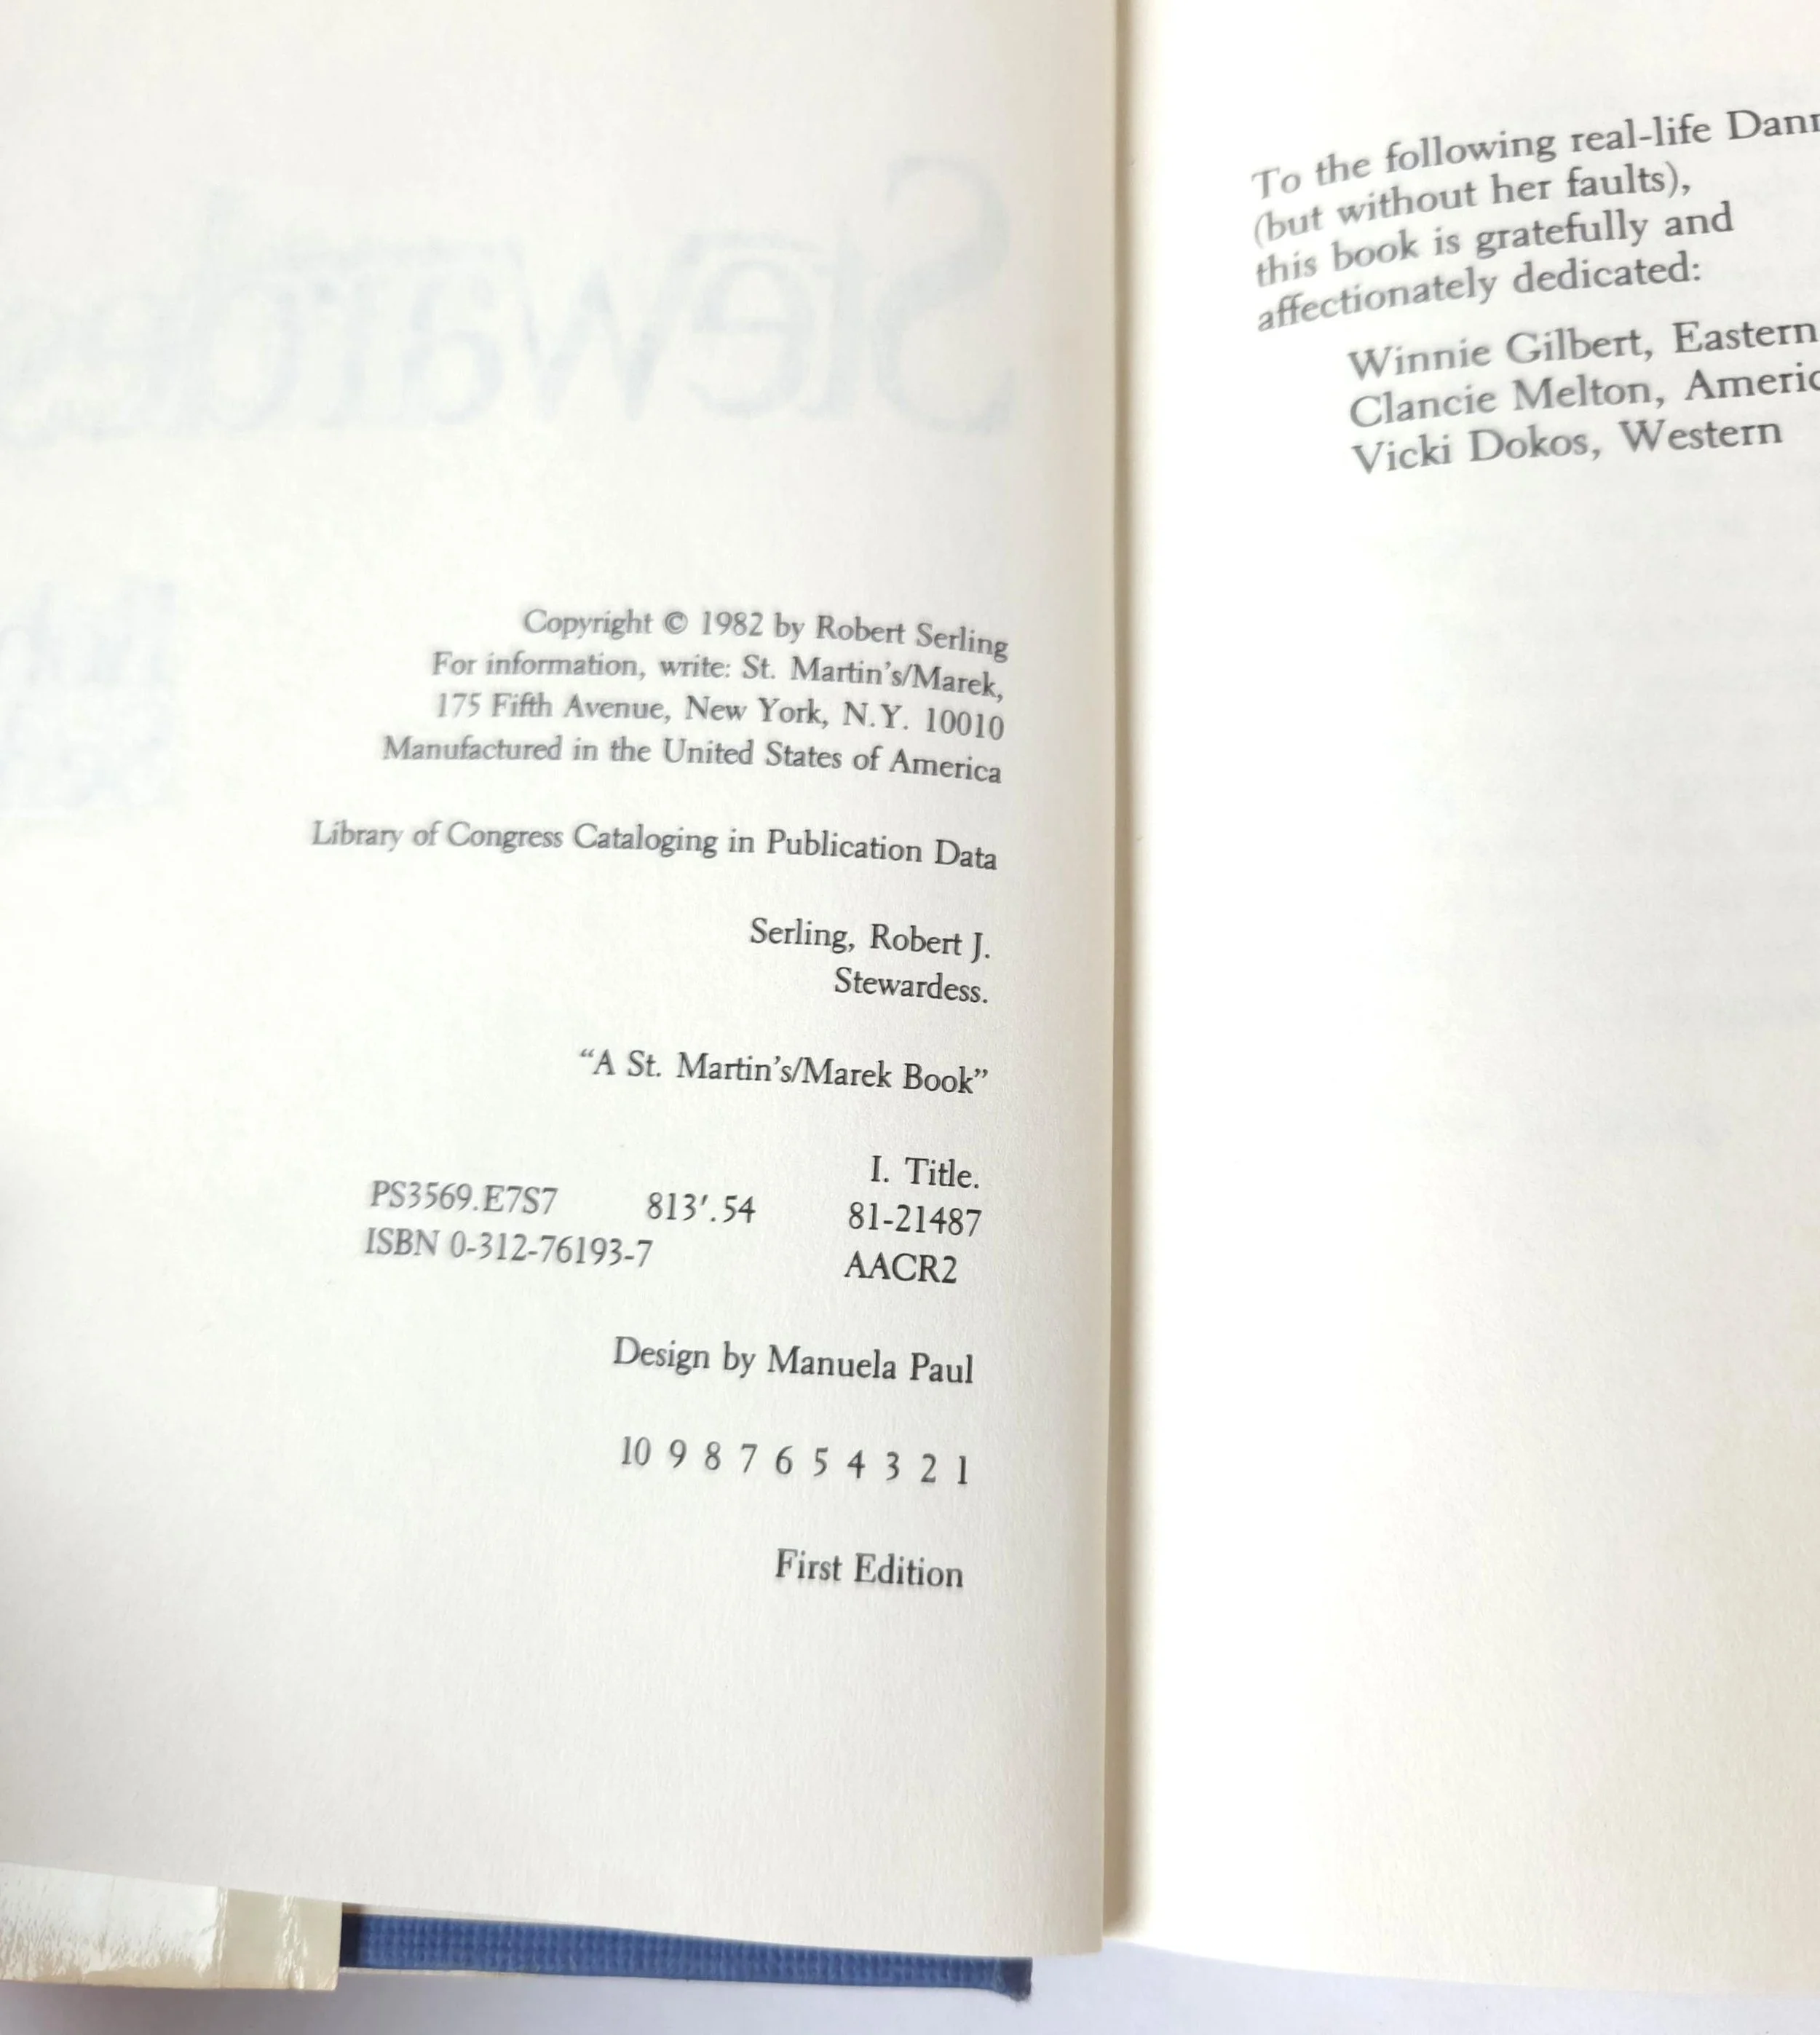 Copyright © 1982 by Robert Serling
For information, write: St. Martin's/Marek,
175 Fifth Avenue, New York, N.Y. 10010
Manufactured in the United States of America
Library of Congress Cataloging in Publication Data
Serling, Robert J.
Stewardess.
“A St. Martin's/Marek Book”
I. Title.
PS3569.E7S7 813′.54 81-21487
ISBN 0-312-76193-7 AACR2
Design by Manuela Paul
10 9 8 7 6 5 4 3 2 1
First Edition
To the following real-life
(but without her faults),
this book is gratefully and
affectionately dedicated:
Winnie Gilbert, Eastern
Clancie Melton,
Vicki Dokos, Western